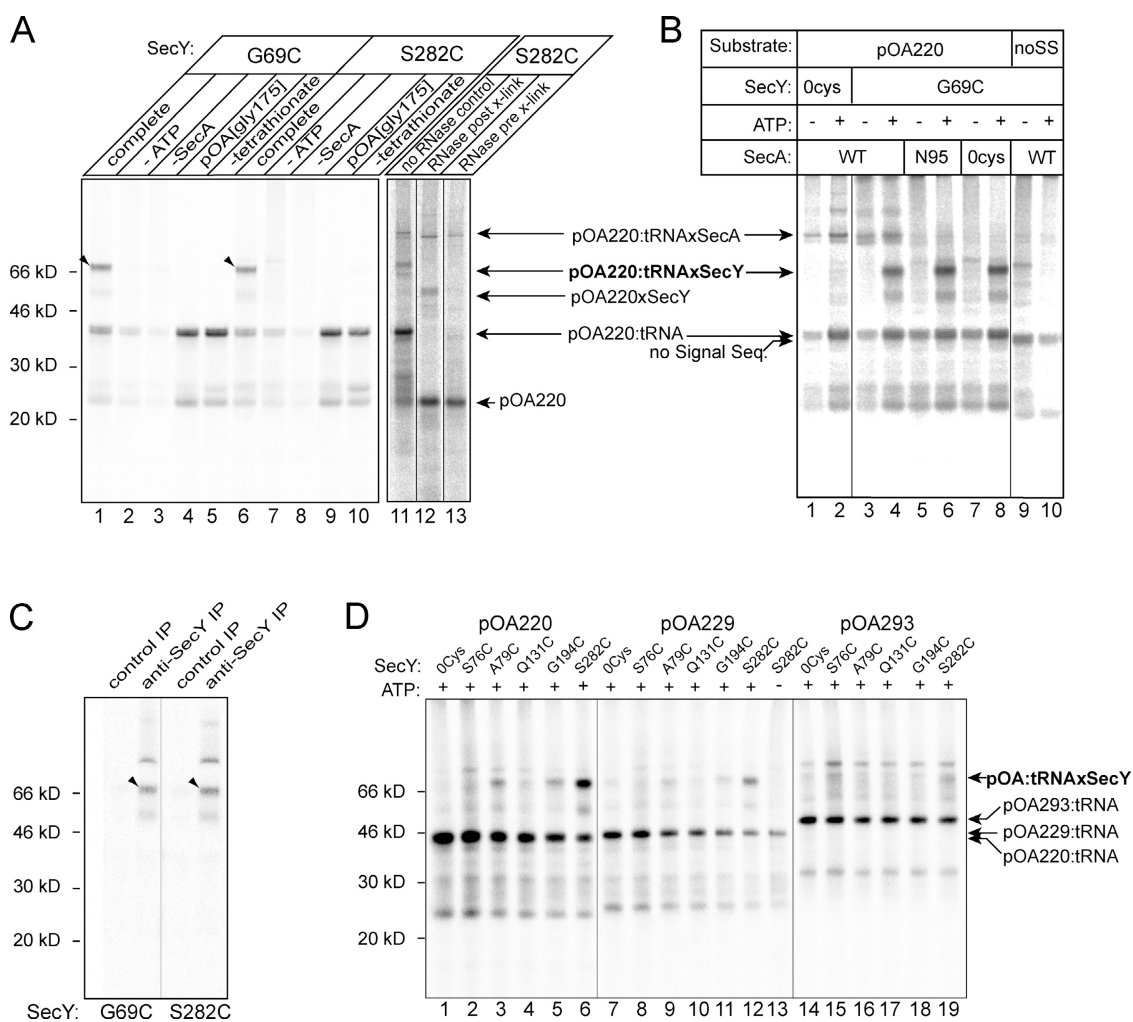 A
SecY:
G69C
S282C
S282C
complete
- ATP
-SecA
pOA[gly175]
-tetrathionate
complete
- ATP
-SecA
pOA[gly175]
-tetrathionate
no RNase control
RNase post x-link
RNase pre x-link
66 kD
46 kD
30 kD
20 kD
pOA220:tRNAxSecA
pOA220:tRNAxSecY
pOA220xSecY
pOA220:tRNA
no Signal Seq.
pOA220
1 2 3 4 5 6 7 8 9 10 11 12 13
B
Substrate: pOA220 noSS
SecY: 0cys G69C
ATP: - + - + - + - + - +
SecA: WT N95 0cys WT
1 2 3 4 5 6 7 8 9 10
C
control IP
anti-SecY IP
control IP
anti-SecY IP
66 kD
46 kD
30 kD
20 kD
SecY: G69C S282C
D
pOA220 pOA229 pOA293
SecY: 0Cys S76C A79C Q131C G194C S282C 0Cys S76C A79C Q131C G194C S282C S282C 0Cys S76C A79C Q131C G194C S282C
ATP: + + + + + + + + + + + + - + + + + + +
66 kD
46 kD
30 kD
20 kD
pOA:tRNAxSecY
pOA293:tRNA
pOA229:tRNA
pOA220:tRNA
1 2 3 4 5 6 7 8 9 10 11 12 13 14 15 16 17 18 19